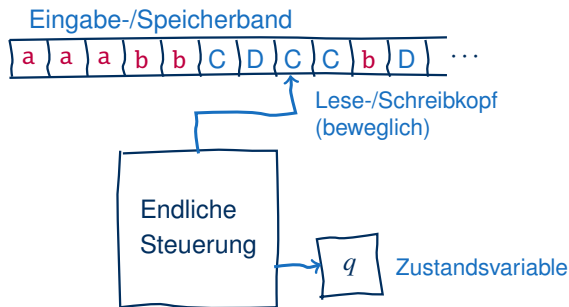 Eingabe-/Speicherband
a a a b b C D C C b D ...
Lese-/Schreibkopf
(beweglich)
Endliche
Steuerung
q
Zustandsvariable